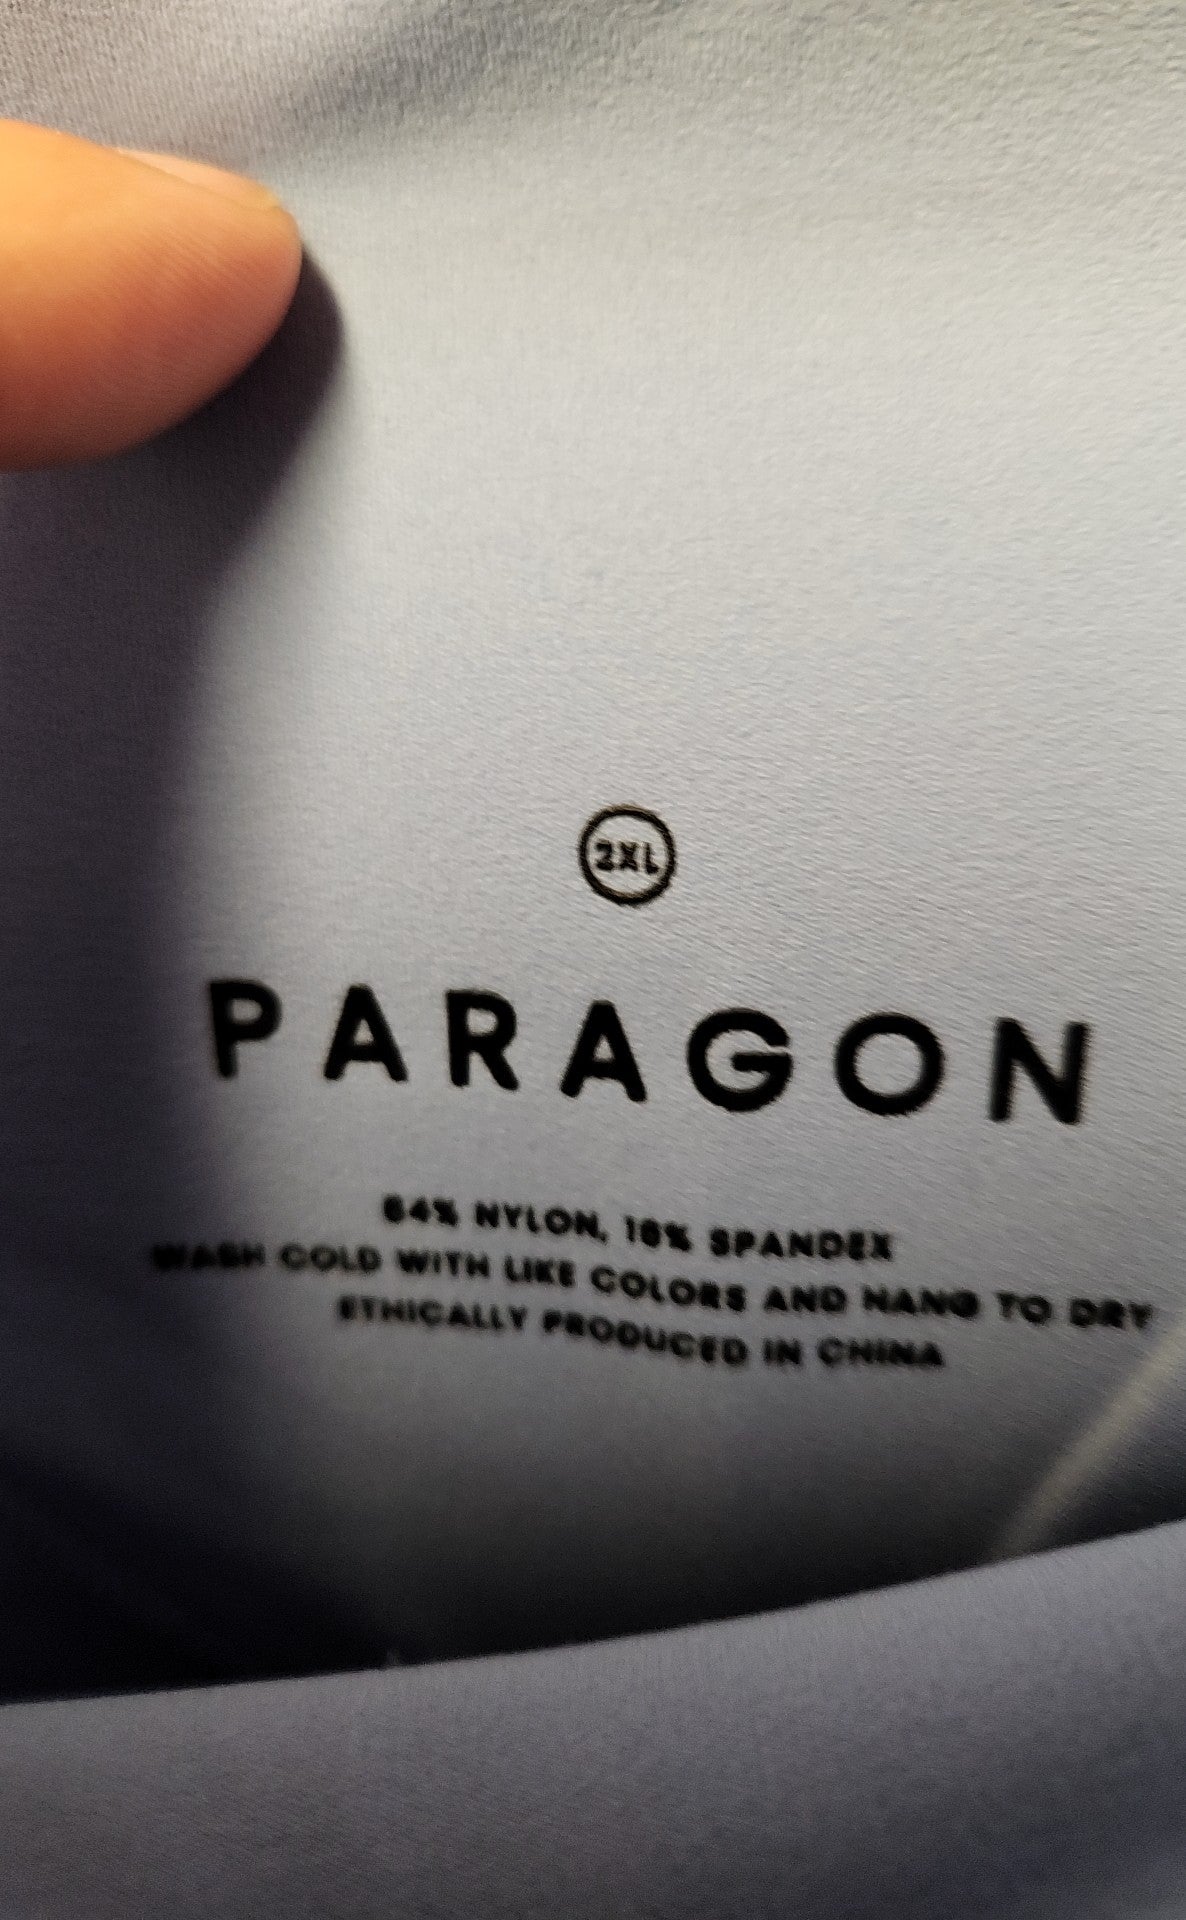 2XL
PARAGON
84% NYLON, 16% SPANDEX
WASH COLD WITH LIKE COLORS AND HANG TO DRY
ETHICALLY PRODUCED IN CHINA